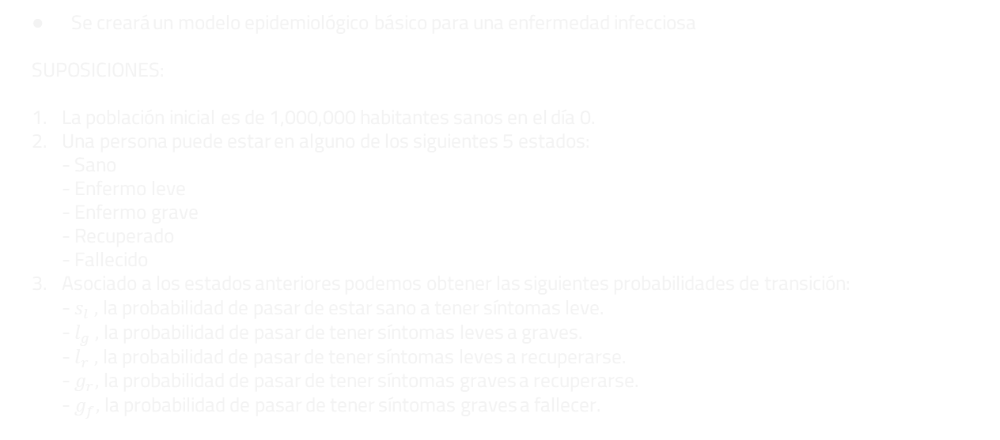 ● Se creará un modelo epidemiológico básico para una enfermedad infecciosa
SUPOSICIONES:
1. La población inicial es de 1,000,000 habitantes sanos en el día 0.
2. Una persona puede estar en alguno de los siguientes 5 estados:
- Sano
- Enfermo leve
- Enfermo grave
- Recuperado
- Fallecido
3. Asociado a los estados anteriores podemos obtener las siguientes probabilidades de transición:
- s_l , la probabilidad de pasar de estar sano a tener síntomas leve.
- l_g , la probabilidad de pasar de tener síntomas leves a graves.
- l_r , la probabilidad de pasar de tener síntomas leves a recuperarse.
- g_r , la probabilidad de pasar de tener síntomas graves a recuperarse.
- g_f , la probabilidad de pasar de tener síntomas graves a fallecer.